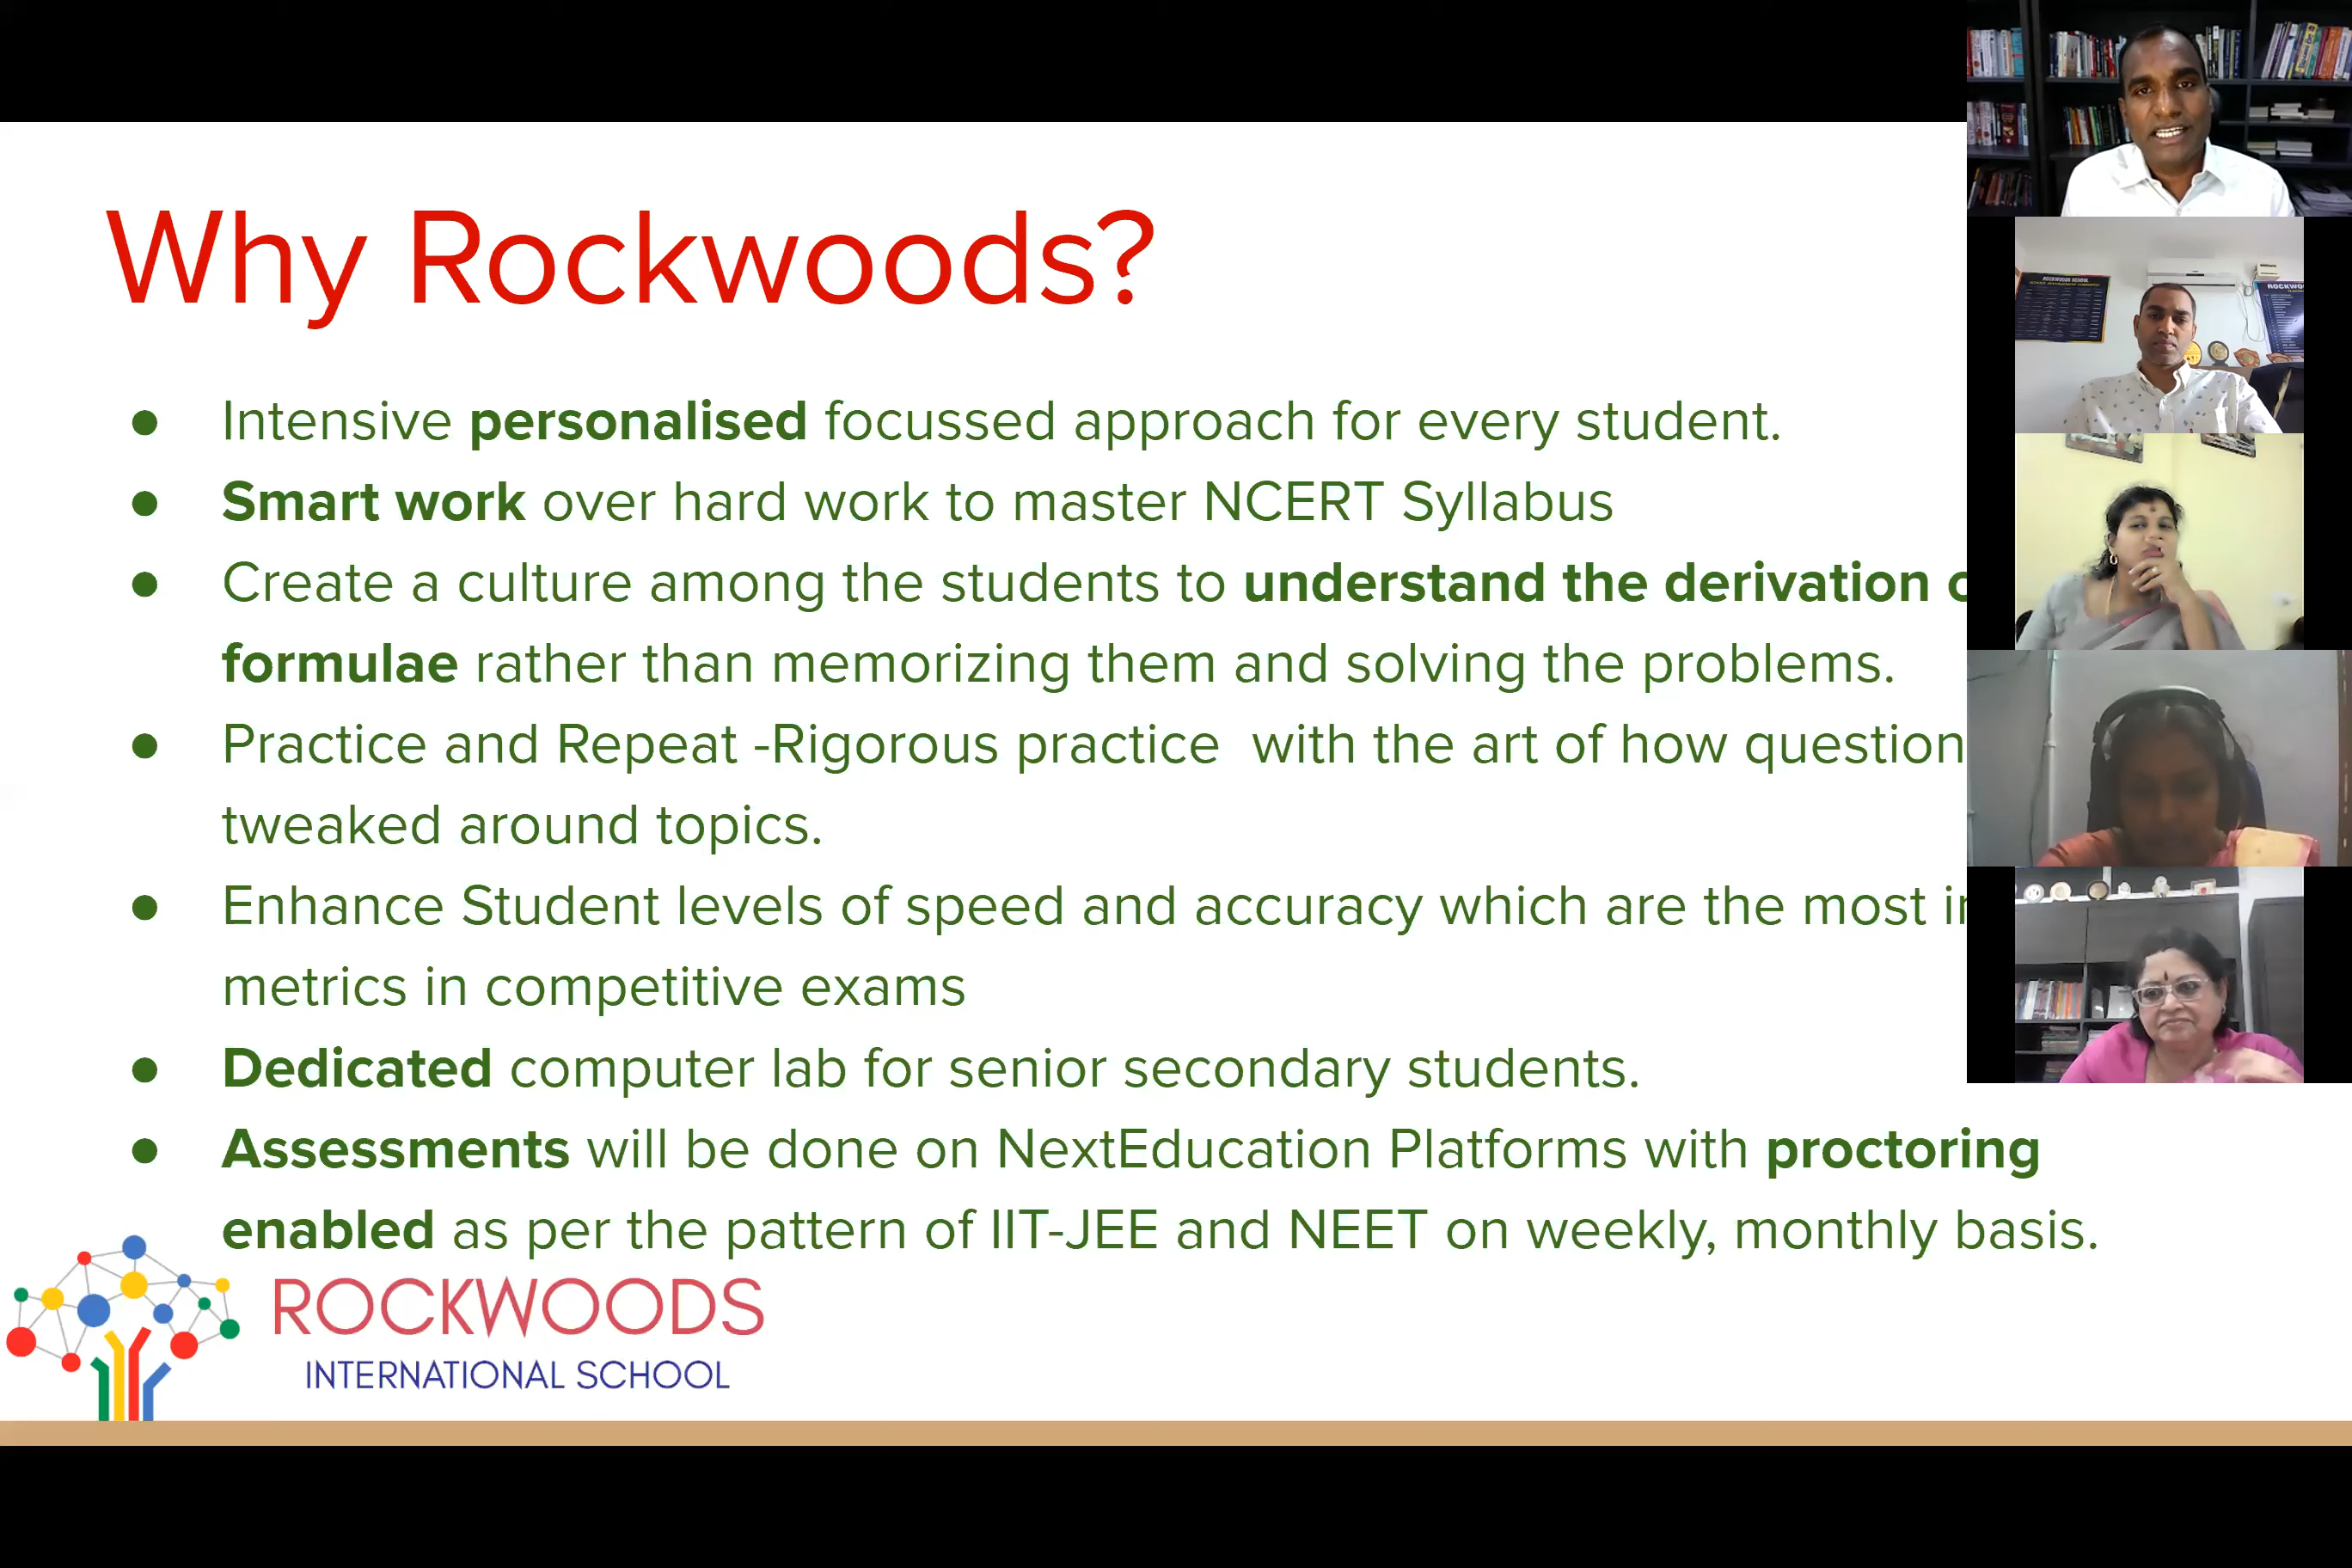 Why Rockwoods?
● Intensive personalised focussed approach for every student.
● Smart work over hard work to master NCERT Syllabus
● Create a culture among the students to understand the derivation
formulae rather than memorizing them and solving the problems.
● Practice and Repeat -Rigorous practice with the art of how question
tweaked around topics.
● Enhance Student levels of speed and accuracy which are the most
metrics in competitive exams
● Dedicated computer lab for senior secondary students.
● Assessments will be done on NextEducation Platforms with proctoring
enabled as per the pattern of IIT-JEE and NEET on weekly, monthly basis.
ROCKWOODS
INTERNATIONAL SCHOOL
ROCKWOODS SCHOOL